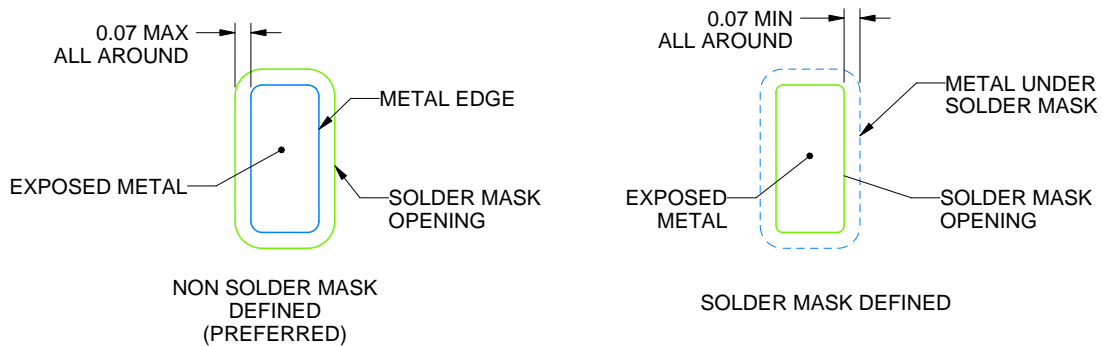 0.07 MAX
ALL AROUND
METAL EDGE
EXPOSED METAL
SOLDER MASK
OPENING
NON SOLDER MASK
DEFINED
(PREFERRED)
0.07 MIN
ALL AROUND
METAL UNDER
SOLDER MASK
EXPOSED
METAL
SOLDER MASK
OPENING
SOLDER MASK DEFINED